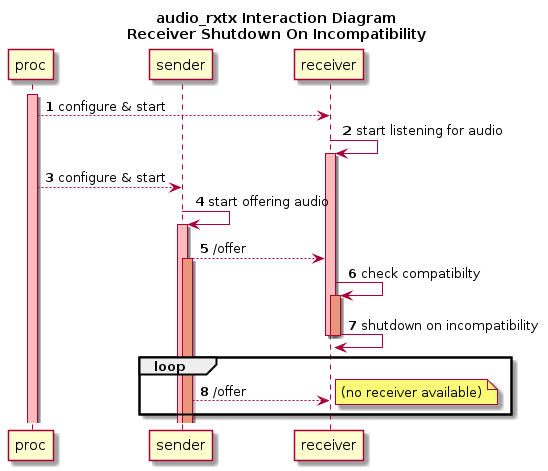 audio_rxtx Interaction Diagram
Receiver Shutdown On Incompatibility
proc sender receiver
1 configure & start
2 start listening for audio
3 configure & start
4 start offering audio
5 /offer
6 check compatibilty
7 shutdown on incompatibility
loop
8 /offer
(no receiver available)
proc sender receiver